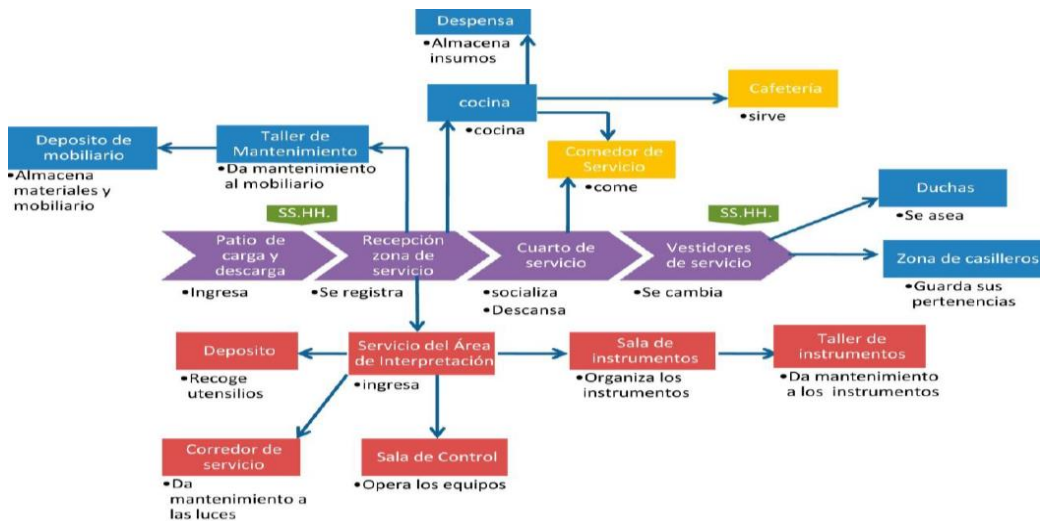 Despensa
•Almacena
insumos
cocina
•cocina
Cafetería
•sirve
Deposito de
mobiliario
•Almacena
materiales y
mobiliario
Taller de
Mantenimiento
•Da mantenimiento
al mobiliario
Comedor de
Servicio
•come
Duchas
•Se asea
SS.HH.
SS.HH.
Patio de
carga y
descarga
•Ingresa
Recepción
zona de
servicio
•Se registra
Cuarto de
servicio
•socializa
•Descansa
Vestidores
de servicio
•Se cambia
Zona de casilleros
•Guarda sus
pertenencias
Deposito
•Recoge
utensilios
Servicio del Área
de Interpretación
•ingresa
Sala de
instrumentos
•Organiza los
instrumentos
Taller de
instrumentos
•Da mantenimiento
a los instrumentos
Corredor de
servicio
•Da
mantenimiento a
las luces
Sala de Control
•Opera los equipos